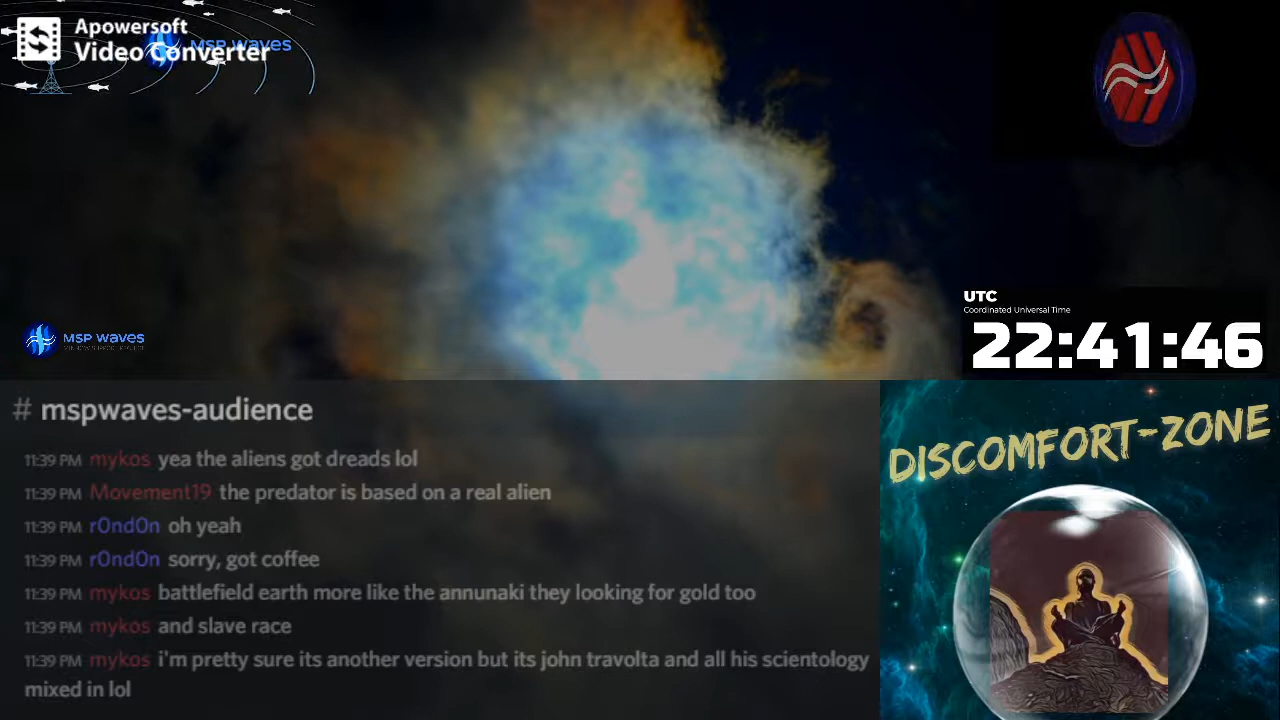 Apowersoft
Video Converter
MSP WAVES
MSP WAVES
UTC
Coordinated Universal Time
22:41:46
# mspwaves-audience
11:39 PM mykos yea the aliens got dreads lol
11:39 PM Movement19 the predator is based on a real alien
11:39 PM r0nd0n oh yeah
11:39 PM r0nd0n sorry, got coffee
11:39 PM mykos battlefield earth more like the annunaki they looking for gold too
11:39 PM mykos and slave race
11:39 PM mykos i'm pretty sure its another version but its john travolta and all his scientology
mixed in lol
DISCOMFORT-ZONE